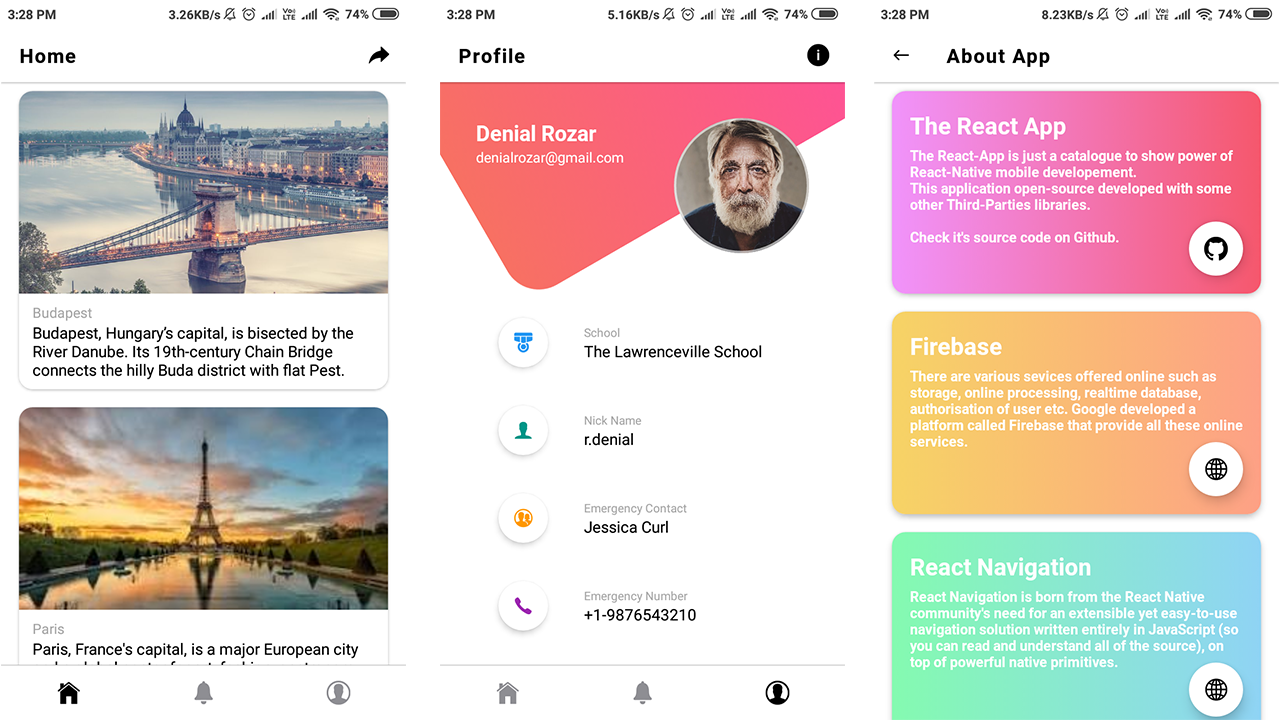 3:28 PM
3.26KB/s
Vo
LTE
74%
Home
Budapest
Budapest, Hungary’s capital, is bisected by the
River Danube. Its 19th-century Chain Bridge
connects the hilly Buda district with flat Pest.
Paris
Paris, France's capital, is a major European city
3:28 PM
5.16KB/s
Vo
LTE
74%
Profile
i
Denial Rozar
denialrozar@gmail.com
School
The Lawrenceville School
Nick Name
r.denial
Emergency Contact
Jessica Curl
Emergency Number
+1-9876543210
3:28 PM
8.23KB/s
Vo
LTE
74%
About App
The React App
The React-App is just a catalogue to show power of
React-Native mobile developement.
This application open-source developed with some
other Third-Parties libraries.
Check it's source code on Github.
Firebase
There are various sevices offered online such as
storage, online processing, realtime database,
authorisation of user etc. Google developed a
platform called Firebase that provide all these online
services.
React Navigation
React Navigation is born from the React Native
community's need for an extensible yet easy-to-use
navigation solution written entirely in JavaScript (so
you can read and understand all of the source), on
top of powerful native primitives.